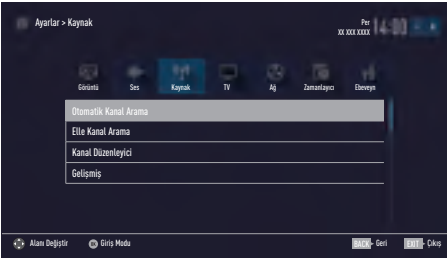 Ayarlar > Kaynak
Per
xx xxx xxxx
14:00
Görüntü Ses Kaynak TV Ağ Zamanlayıcı Ebeveyn
Otomatik Kanal Arama
Elle Kanal Arama
Kanal Düzenleyici
Gelişmiş
Alanı Değiştir OK Giriş Modu BACK Geri EXIT Çıkış